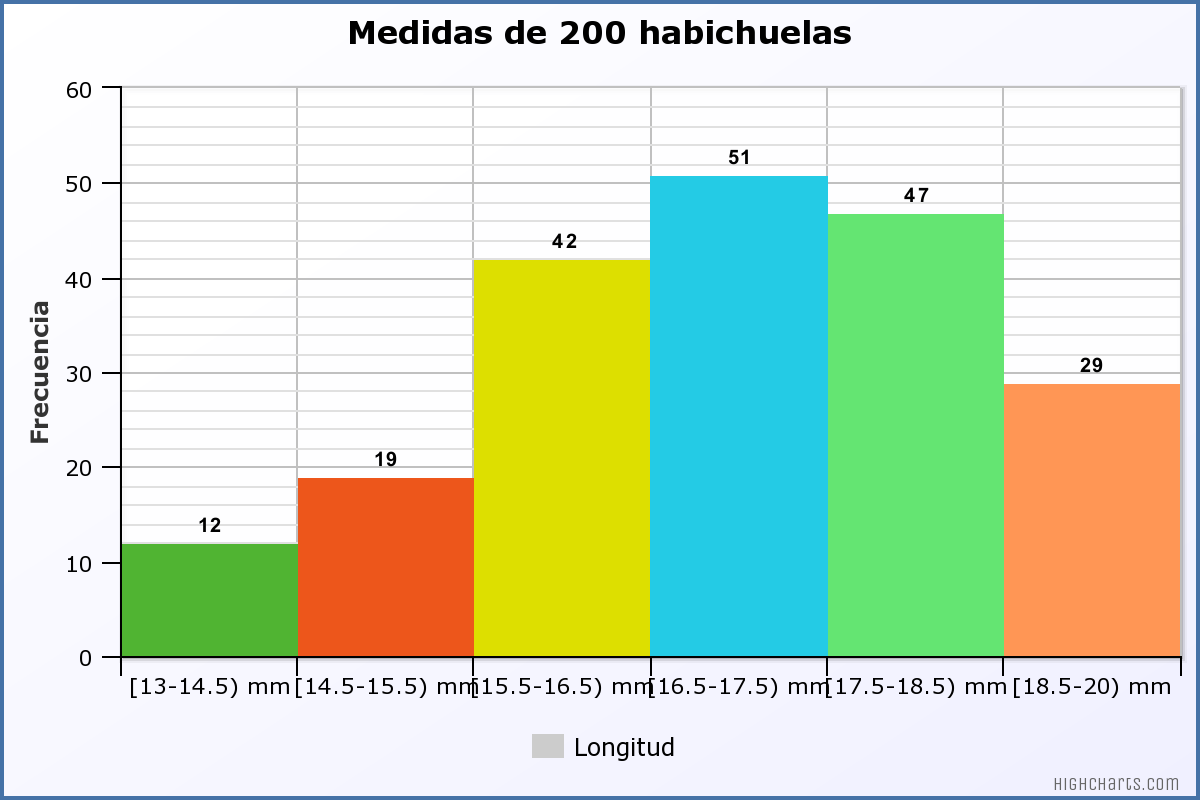 Medidas de 200 habichuelas
Frecuencia
60
50
40
30
20
10
0
12
19
42
51
47
29
[13-14.5) mm
[14.5-15.5) mm
[15.5-16.5) mm
[16.5-17.5) mm
[17.5-18.5) mm
[18.5-20) mm
Longitud
Highcharts.com